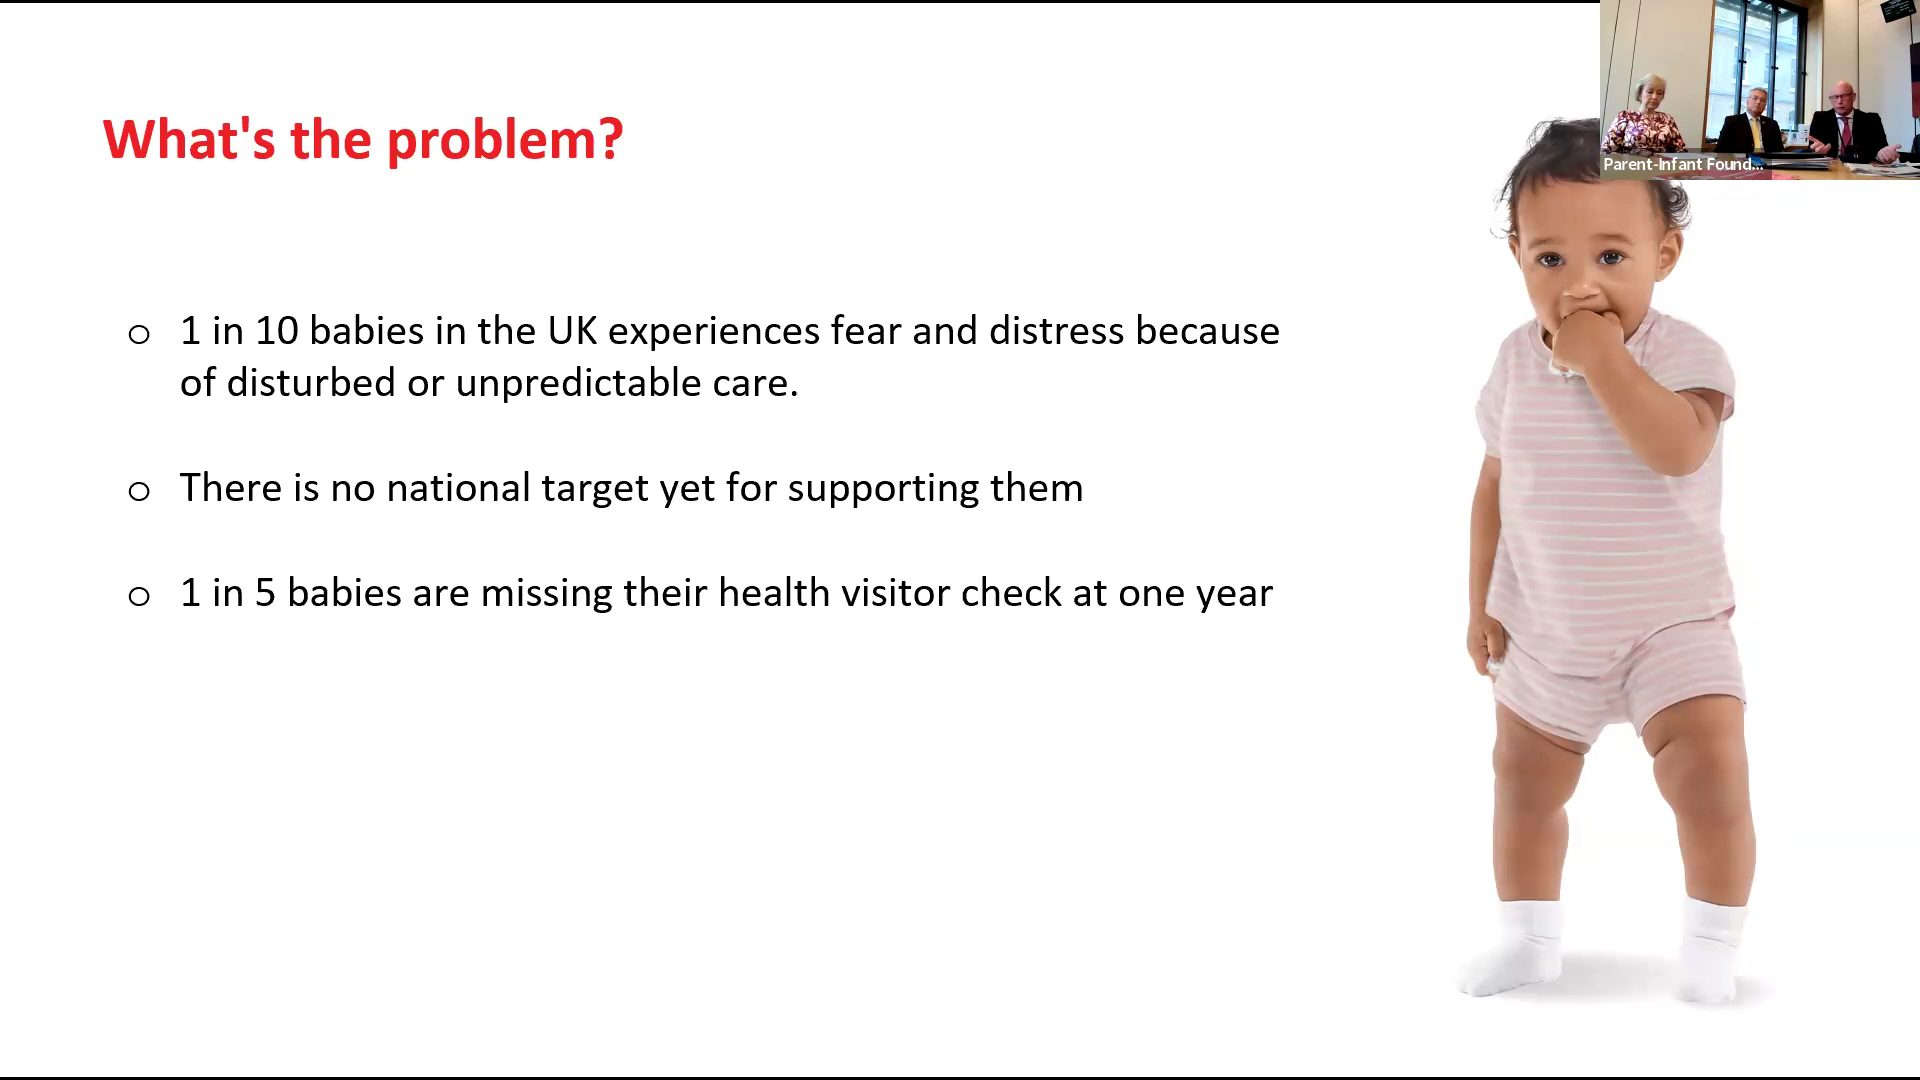 Parent-Infant Found...
What's the problem?
o 1 in 10 babies in the UK experiences fear and distress because
of disturbed or unpredictable care.
o There is no national target yet for supporting them
o 1 in 5 babies are missing their health visitor check at one year